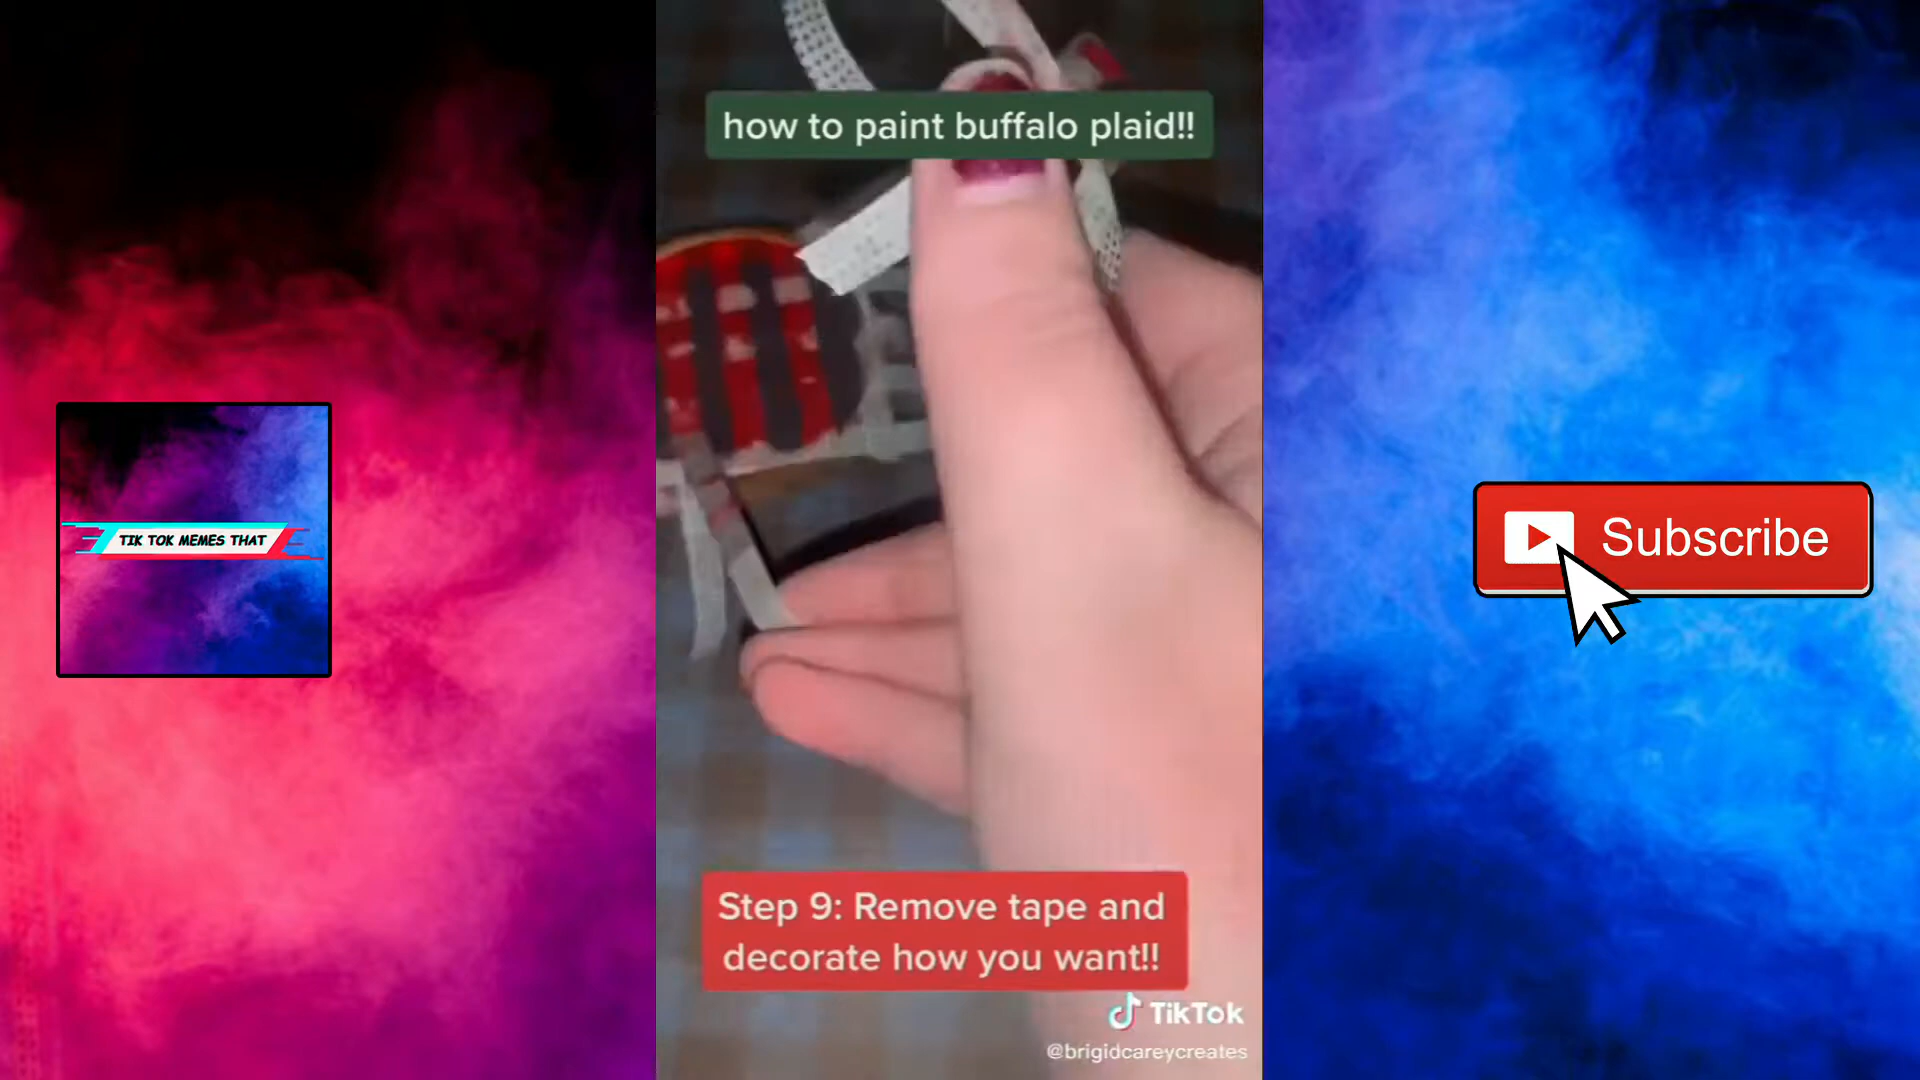 how to paint buffalo plaid!!
TIK TOK MEMES THAT
Subscribe
Step 9: Remove tape and
decorate how you want!!
TikTok
@brigidcareycreates